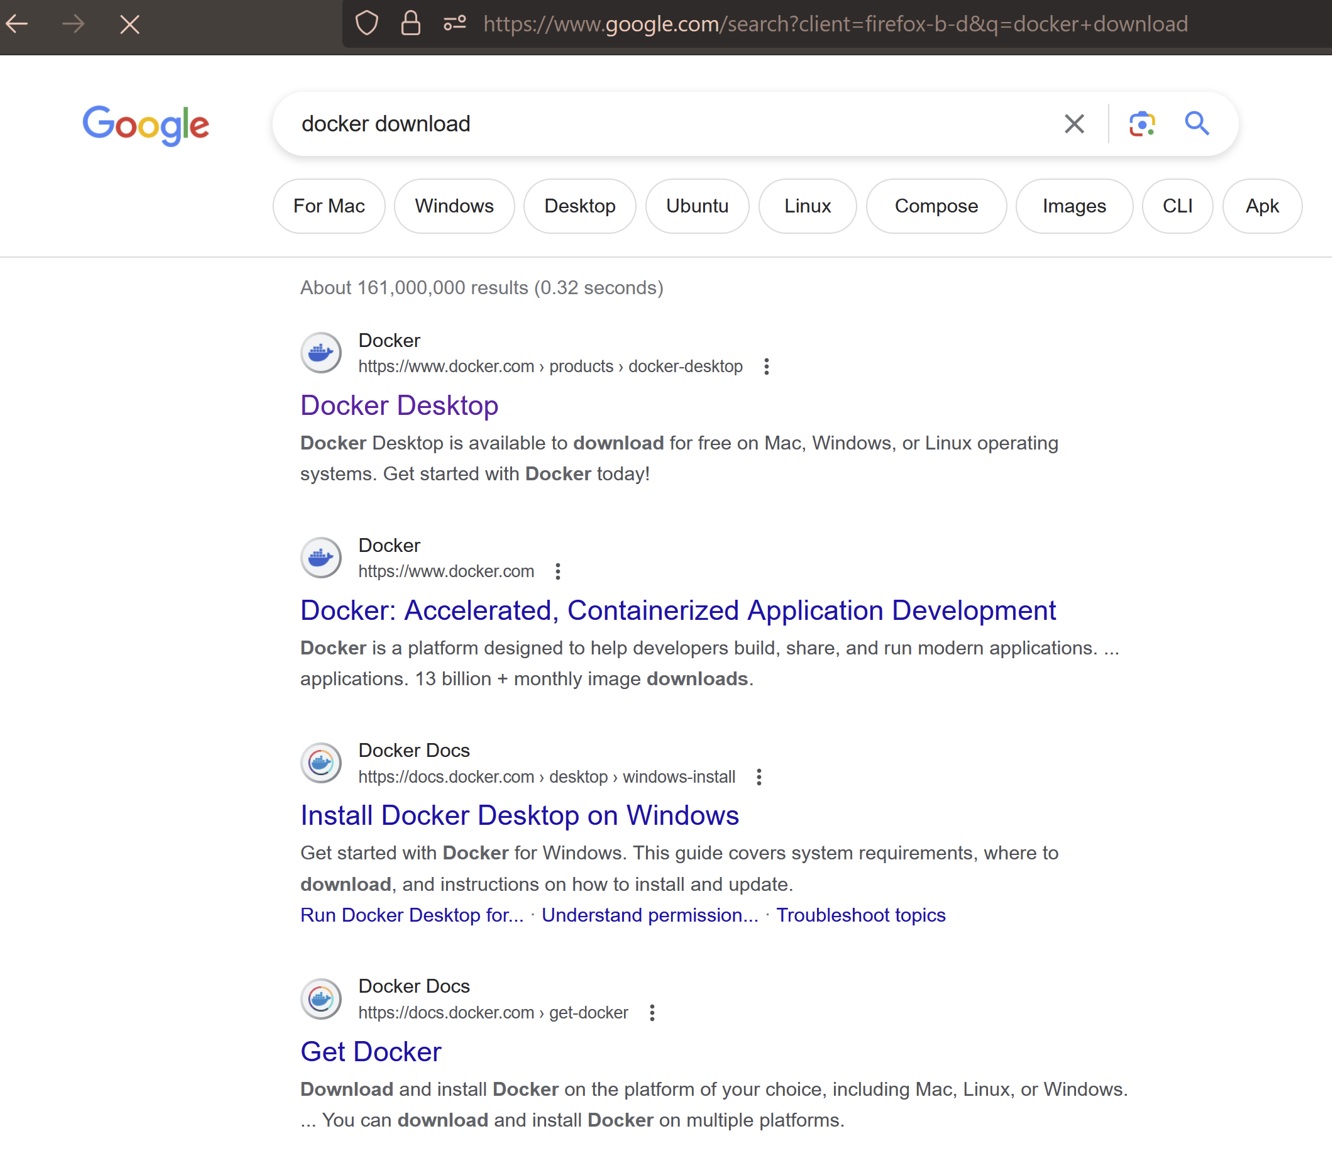 https://www.google.com/search?client=firefox-b-d&q=docker+download
Google
docker download
For Mac
Windows
Desktop
Ubuntu
Linux
Compose
Images
CLI
Apk
About 161,000,000 results (0.32 seconds)
Docker
https://www.docker.com › products › docker-desktop
Docker Desktop
Docker Desktop is available to download for free on Mac, Windows, or Linux operating
systems. Get started with Docker today!
Docker
https://www.docker.com
Docker: Accelerated, Containerized Application Development
Docker is a platform designed to help developers build, share, and run modern applications. ...
applications. 13 billion + monthly image downloads.
Docker Docs
https://docs.docker.com › desktop › windows-install
Install Docker Desktop on Windows
Get started with Docker for Windows. This guide covers system requirements, where to
download, and instructions on how to install and update.
Run Docker Desktop for... · Understand permission... · Troubleshoot topics
Docker Docs
https://docs.docker.com › get-docker
Get Docker
Download and install Docker on the platform of your choice, including Mac, Linux, or Windows.
... You can download and install Docker on multiple platforms.